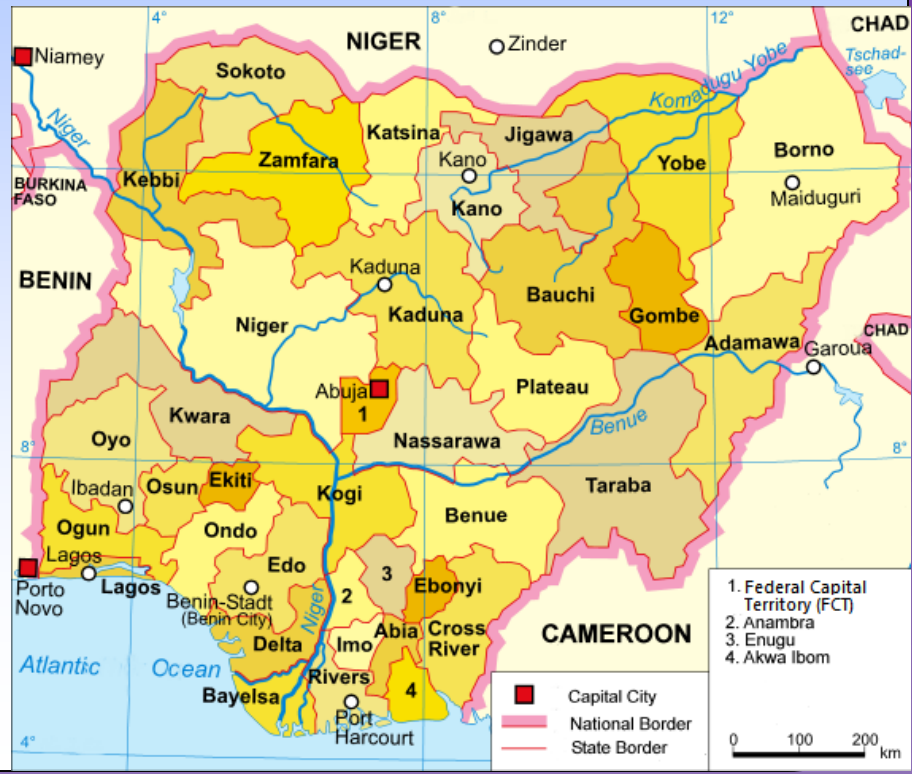 4°
8°
12°
CHAD
NIGER
Zinder
Tschad-
see
Niamey
Sokoto
Komadugu Yobe
Niger
Katsina
Jigawa
Kano
Zamfara
Yobe
Borno
Kebbi
BURKINA
FASO
Maiduguri
Kano
Kaduna
BENIN
Bauchi
Kaduna
Gombe
Niger
CHAD
Adamawa
Garoua
Abuja
Plateau
1
Kwara
Benue
Oyo
Nassarawa
8°
8°
Ekiti
Taraba
Ibadan
Osun
Kogi
Benue
Ogun
Ondo
Lagos
Edo
3
Ebonyi
Porto
Novo
Lagos
Benin-Stadt
(Benin City)
Niger
2
Abia
Cross
River
CAMEROON
Delta
Imo
Atlantic Ocean
Rivers
4
Bayelsa
Port
Harcourt
4°
1. Federal Capital
Territory (FCT)
2. Anambra
3. Enugu
4. Akwa Ibom
Capital City
National Border
State Border
0 100 200
km